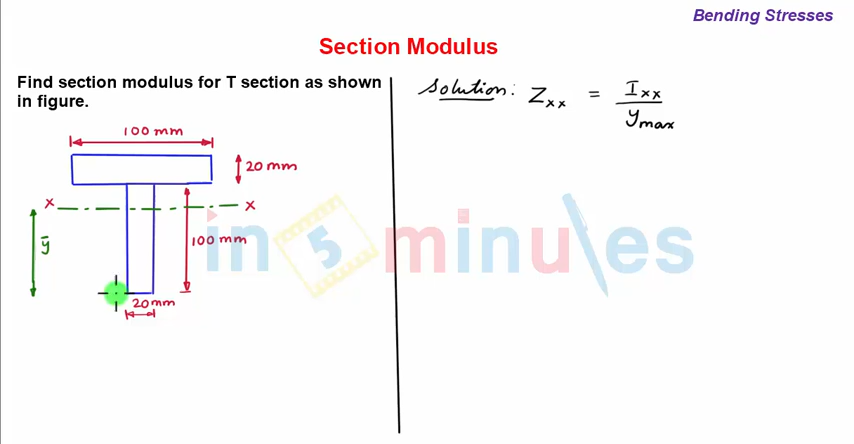 Bending Stresses
Section Modulus
Find section modulus for T section as shown
in figure.
100 mm
20 mm
x x
ȳ
100 mm
20 mm
Solution: Zxx = Ixx / ymax
in 5 minutes